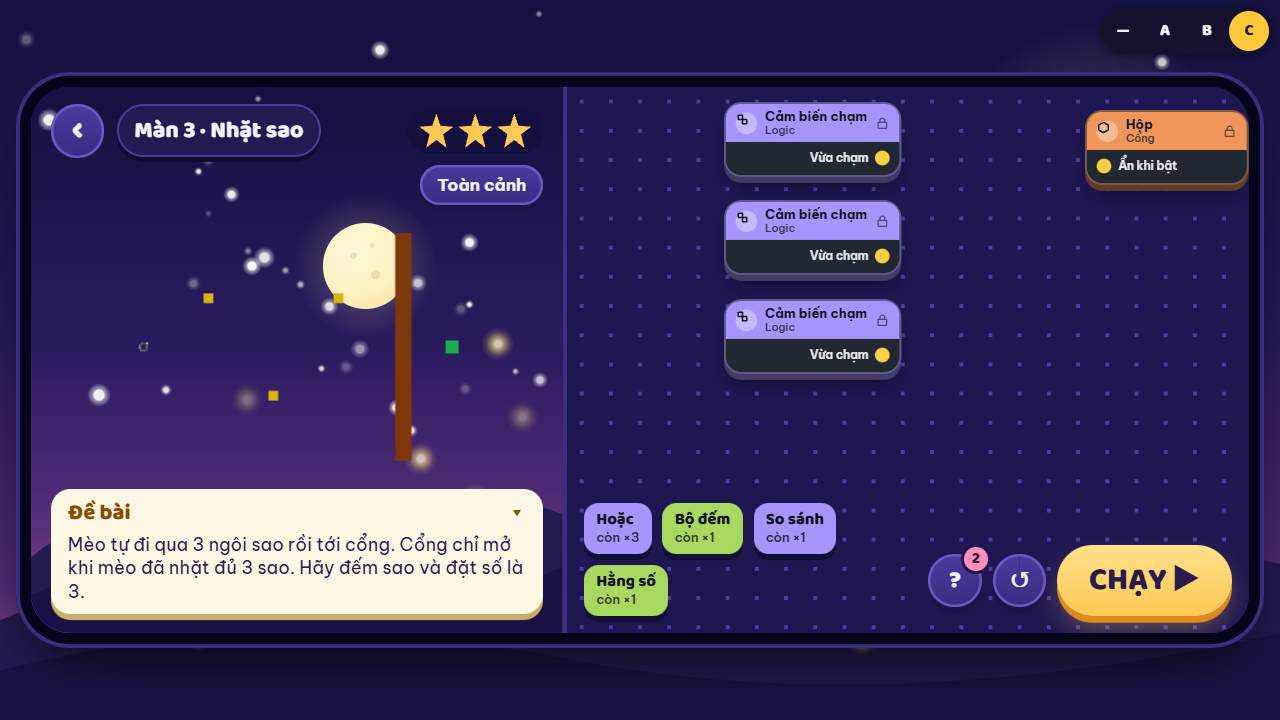 — A B C
Màn 3 • Nhặt sao
Toàn cảnh
Đề bài
Mèo tự đi qua 3 ngôi sao rồi tới cổng. Cổng chỉ mở
khi mèo đã nhặt đủ 3 sao. Hãy đếm sao và đặt số là
3.
Cảm biến chạm
Logic
Vừa chạm
Cảm biến chạm
Logic
Vừa chạm
Cảm biến chạm
Logic
Vừa chạm
Hộp
Cổng
Ẩn khi bật
Hoặc
còn ×3
Bộ đếm
còn ×1
So sánh
còn ×1
Hằng số
còn ×1
?
2
↺
CHẠY ▶